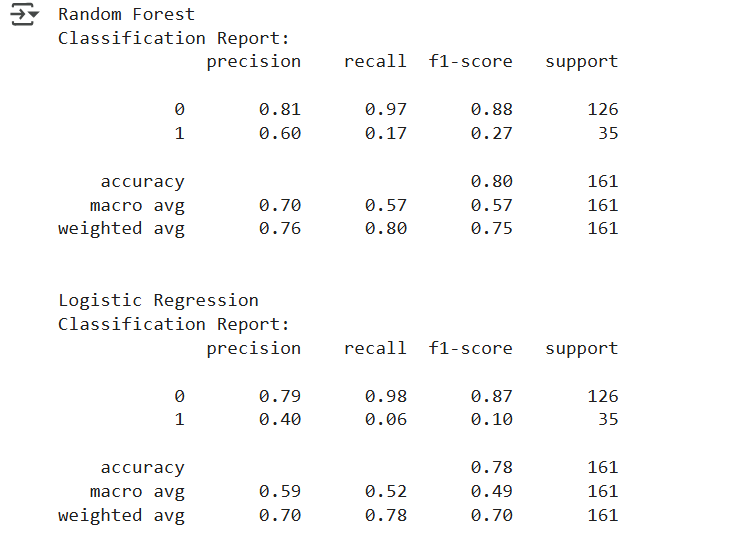 Random Forest
Classification Report:
precision recall f1-score support
0 0.81 0.97 0.88 126
1 0.60 0.17 0.27 35
accuracy 0.80 161
macro avg 0.70 0.57 0.57 161
weighted avg 0.76 0.80 0.75 161
Logistic Regression
Classification Report:
precision recall f1-score support
0 0.79 0.98 0.87 126
1 0.40 0.06 0.10 35
accuracy 0.78 161
macro avg 0.59 0.52 0.49 161
weighted avg 0.70 0.78 0.70 161